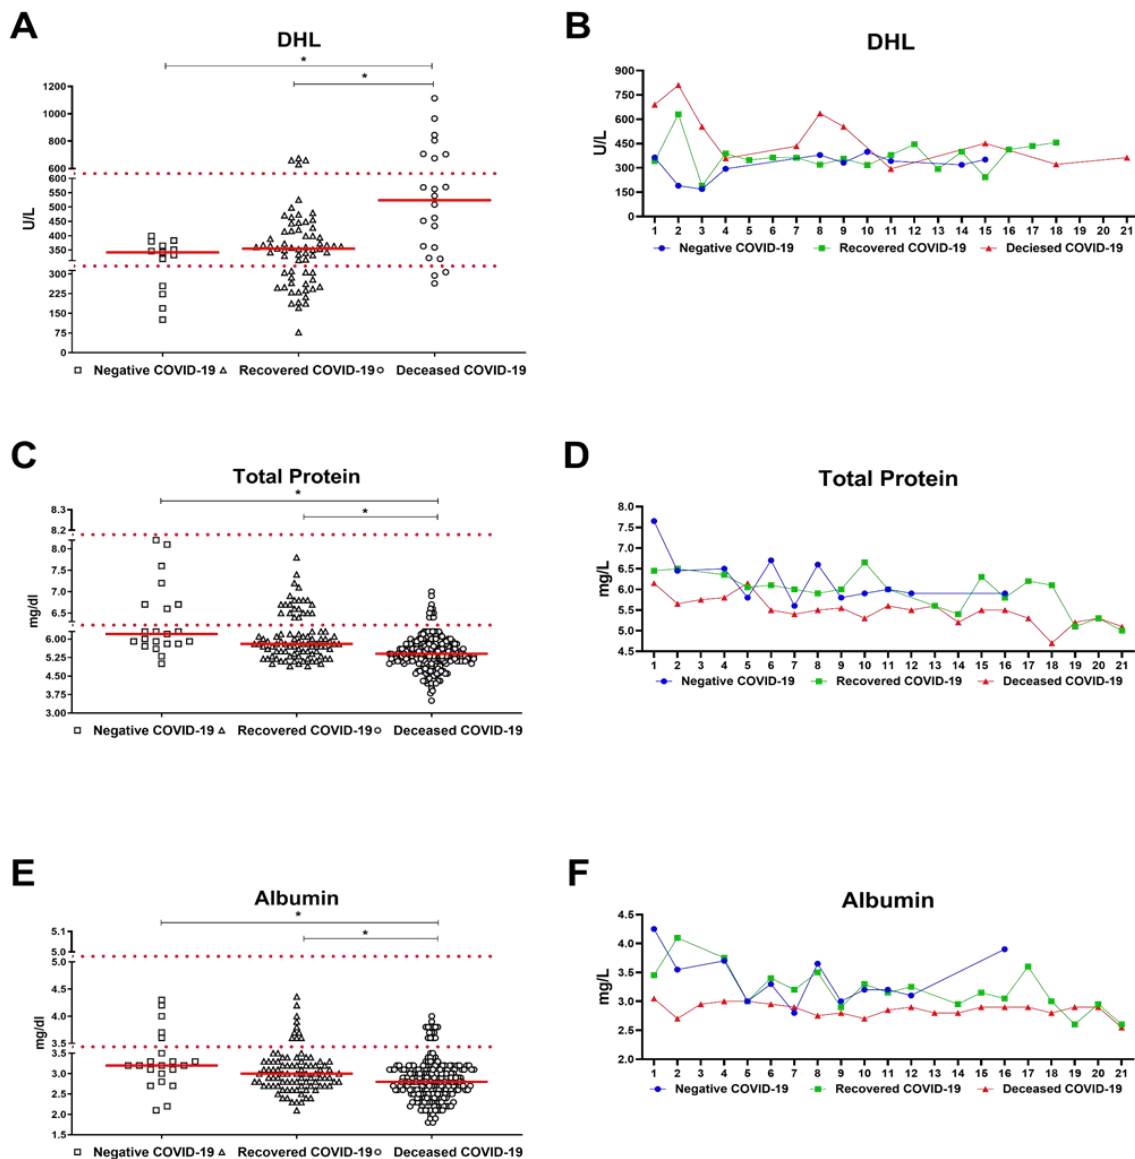 A
DHL
*
*
1200
1000
800
600
600
550
500
450
400
350
300
225
150
75
0
U/L
Negative COVID-19 Recovered COVID-19 Deceased COVID-19
B
DHL
900
750
600
450
300
150
0
U/L
1 2 3 4 5 6 7 8 9 10 11 12 13 14 15 16 17 18 19 20 21
Negative COVID-19 Recovered COVID-19 Deciesed COVID-19
C
Total Protein
*
*
8.3
8.2
8.0
7.5
7.0
6.5
6.00
5.25
4.50
3.75
3.00
mg/dl
Negative COVID-19 Recovered COVID-19 Deceased COVID-19
D
Total Protein
8.0
7.5
7.0
6.5
6.0
5.5
5.0
4.5
mg/L
1 2 3 4 5 6 7 8 9 10 11 12 13 14 15 16 17 18 19 20 21
Negative COVID-19 Recovered COVID-19 Deceased COVID-19
E
Albumin
*
*
5.1
5.0
5.0
4.5
4.0
3.5
3.5
3.0
2.5
2.0
1.5
mg/dl
Negative COVID-19 Recovered COVID-19 Deceased COVID-19
F
Albumin
4.5
4.0
3.5
3.0
2.5
2.0
mg/L
1 2 3 4 5 6 7 8 9 10 11 12 13 14 15 16 17 18 19 20 21
Negative COVID-19 Recovered COVID-19 Deceased COVID-19